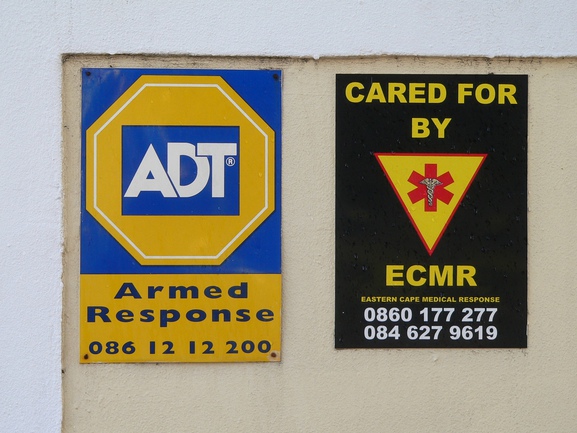 ADT®
Armed
Response
086 12 12 200
CARED FOR
BY
ECMR
EASTERN CAPE MEDICAL RESPONSE
0860 177 277
084 627 9619